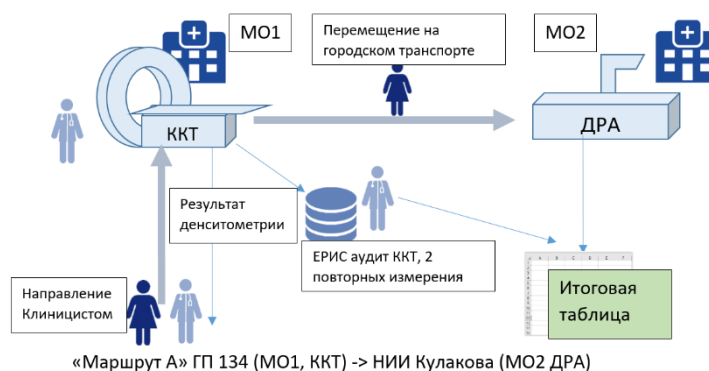 МО1
Перемещение на
городском транспорте
МО2
ККТ
ДРА
Результат
денситометрии
ЕРИС аудит ККТ, 2
повторных измерения
Направление
Клиницистом
Итоговая
таблица
«Маршрут А» ГП 134 (МО1, ККТ) -> НИИ Кулакова (МО2 ДРА)